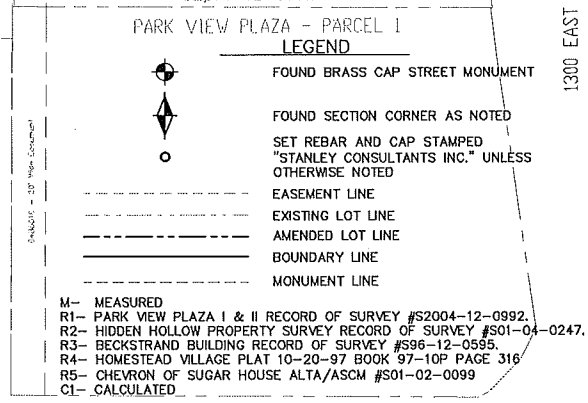 PARK VIEW PLAZA - PARCEL 1
LEGEND
FOUND BRASS CAP STREET MONUMENT
FOUND SECTION CORNER AS NOTED
SET REBAR AND CAP STAMPED
"STANLEY CONSULTANTS INC." UNLESS
OTHERWISE NOTED
EASEMENT LINE
EXISTING LOT LINE
AMENDED LOT LINE
BOUNDARY LINE
MONUMENT LINE
M- MEASURED
R1- PARK VIEW PLAZA I & II RECORD OF SURVEY #S2004-12-0992.
R2- HIDDEN HOLLOW PROPERTY SURVEY RECORD OF SURVEY #S01-04-0247.
R3- BECKSTRAND BUILDING RECORD OF SURVEY #S96-12-0595.
R4- HOMESTEAD VILLAGE PLAT 10-20-97 BOOK 97-10P PAGE 316
R5- CHEVRON OF SUGAR HOUSE ALTA/ASCM #S01-02-0099
C1- CALCULATED
1300 EAST